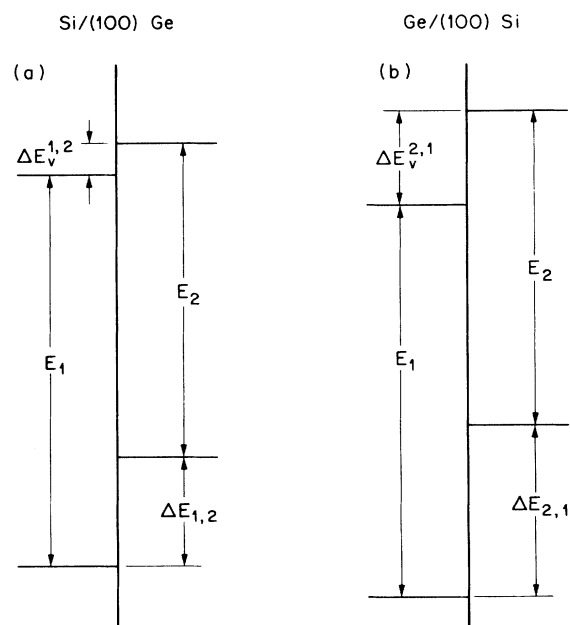 Si/(100) Ge
(a)
ΔE_v^{1,2}
E_1
E_2
ΔE_{1,2}
Ge/(100) Si
(b)
ΔE_v^{2,1}
E_1
E_2
ΔE_{2,1}